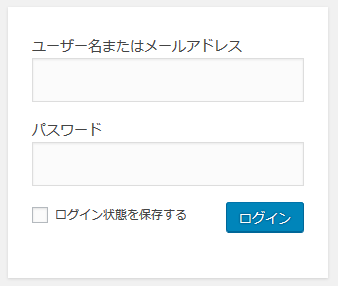 ユーザー名またはメールアドレス
パスワード
ログイン状態を保存する
ログイン